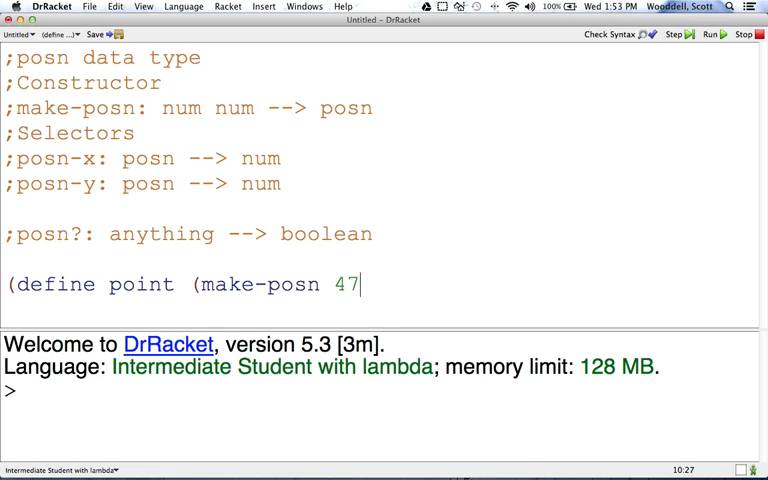 DrRacket File Edit View Language Racket Insert Windows Help 100% Wed 1:53 PM Wooddell, Scott
Untitled - DrRacket
Untitled (define ...) Save Check Syntax Step Run Stop
;posn data type
;Constructor
;make-posn: num num --> posn
;Selectors
;posn-x: posn --> num
;posn-y: posn --> num
;posn?: anything --> boolean
(define point (make-posn 47
Welcome to DrRacket, version 5.3 [3m].
Language: Intermediate Student with lambda; memory limit: 128 MB.
>
Intermediate Student with lambda 10:27